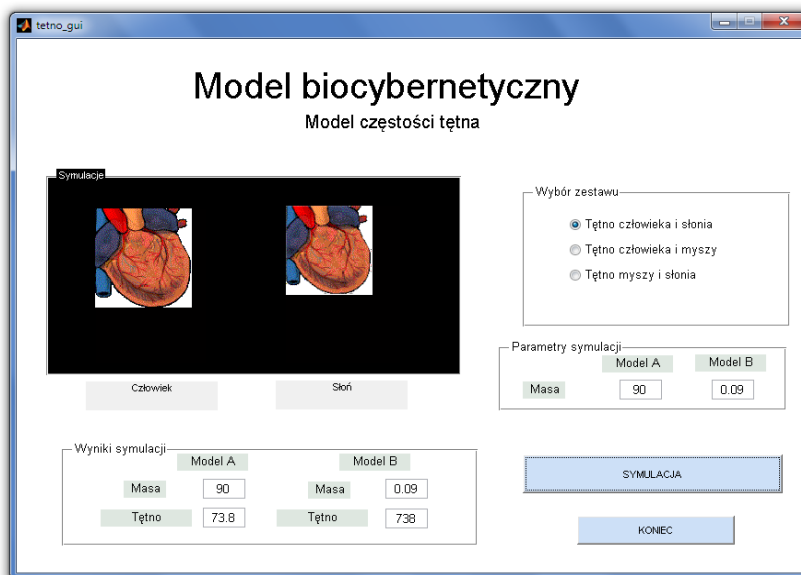 tetno_gui
Model biocybernetyczny
Model częstości tętna
Symulacje
Człowiek
Słoń
Wybór zestawu
Tętno człowieka i słonia
Tętno człowieka i myszy
Tętno myszy i słonia
Parametry symulacji
Model A Model B
Masa 90 0.09
Wyniki symulacji
Model A Model B
Masa 90 Masa 0.09
Tętno 73.8 Tętno 738
SYMULACJA
KONIEC